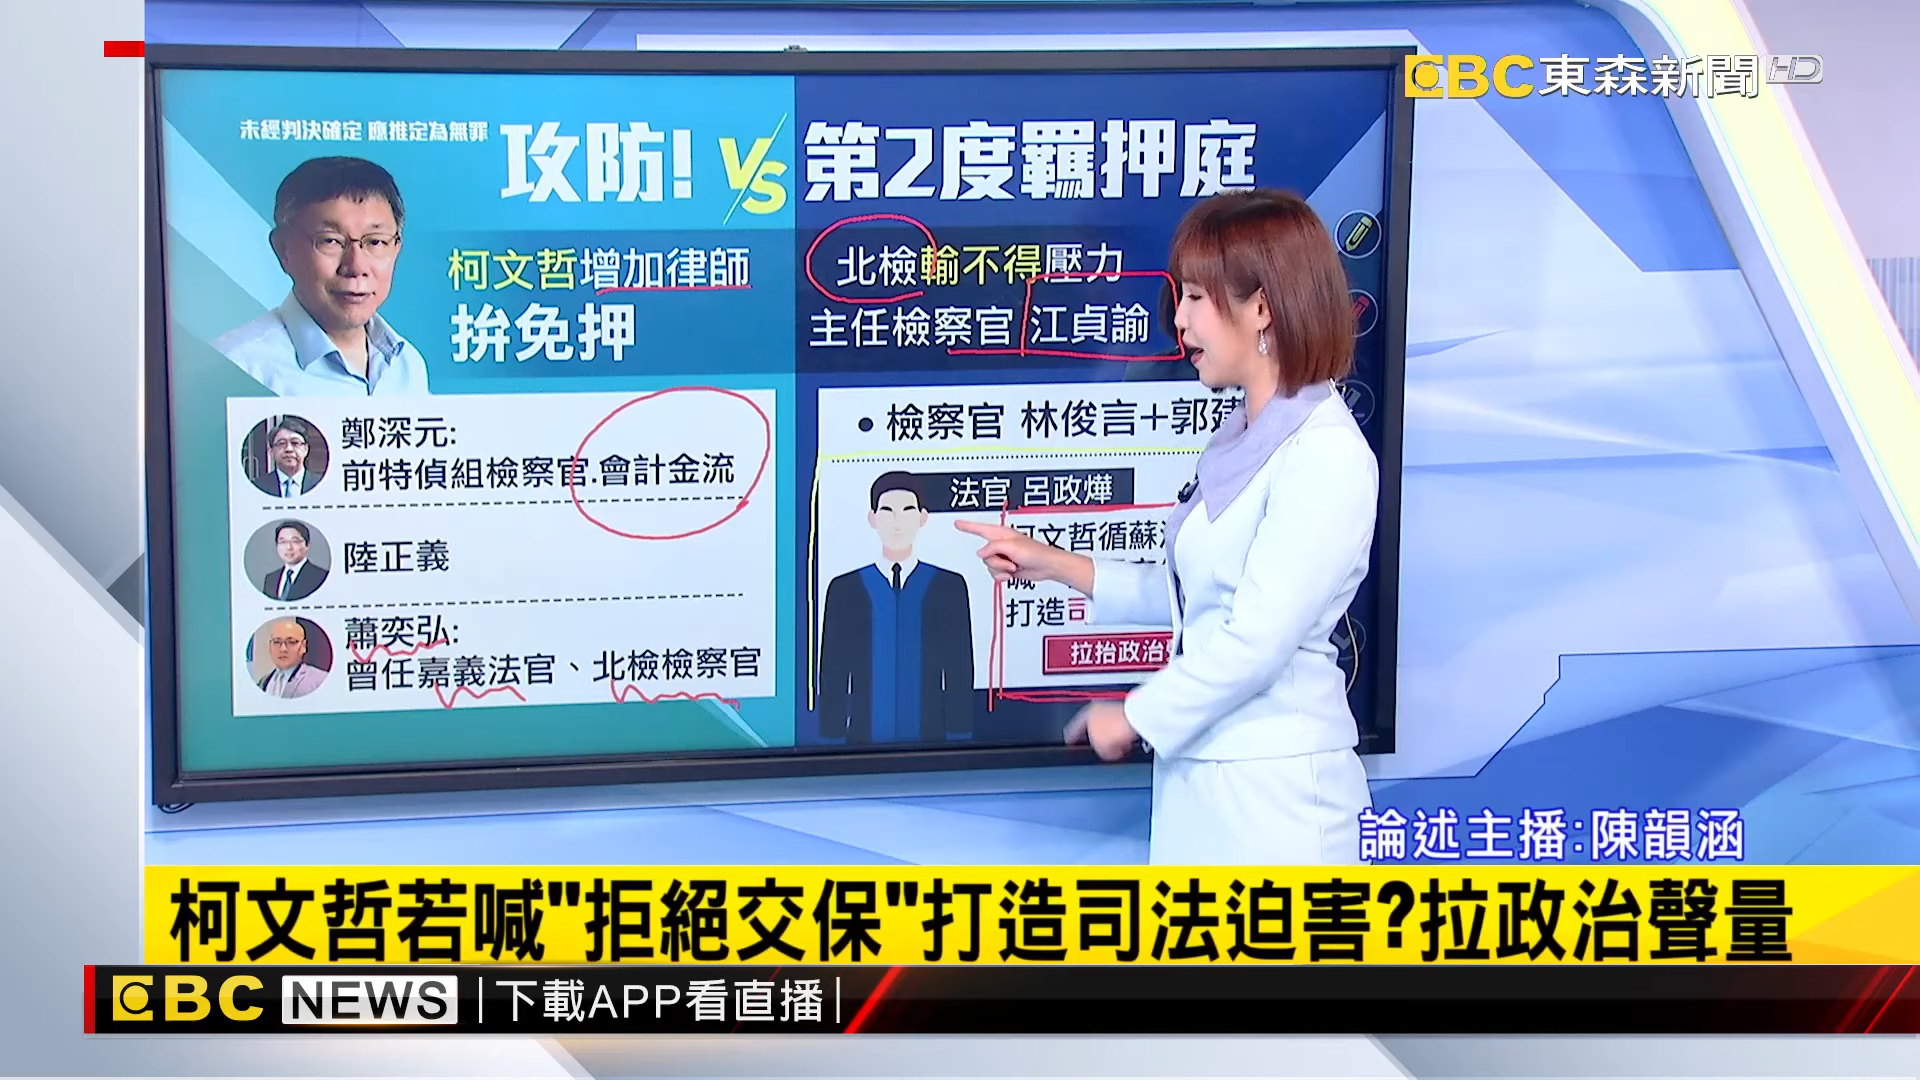 EBC東森新聞HD
未經判決確定 應推定為無罪
攻防! VS 第2度羈押庭
柯文哲增加律師
拚免押
北檢輸不得壓力
主任檢察官 江貞諭
鄭深元:
前特偵組檢察官.會計金流
陸正義
蕭奕弘:
曾任嘉義法官、北檢檢察官
• 檢察官 林俊言+郭建
法官 呂政燁
柯文哲循蘇
喊
打造司
拉抬政治
論述主播:陳韻涵
柯文哲若喊"拒絕交保"打造司法迫害?拉政治聲量
EBC NEWS 下載APP看直播